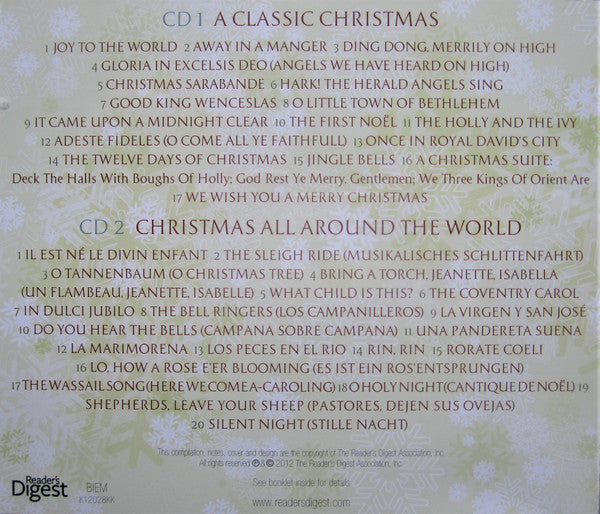 CD 1 A CLASSIC CHRISTMAS
1 JOY TO THE WORLD 2 AWAY IN A MANGER 3 DING DONG, MERRILY ON HIGH
4 GLORIA IN EXCELSIS DEO (ANGELS WE HAVE HEARD ON HIGH)
5 CHRISTMAS SARABANDE 6 HARK! THE HERALD ANGELS SING
7 GOOD KING WENCESLAS 8 O LITTLE TOWN OF BETHLEHEM
9 IT CAME UPON A MIDNIGHT CLEAR 10 THE FIRST NOËL 11 THE HOLLY AND THE IVY
12 ADESTE FIDELES (O COME ALL YE FAITHFULL) 13 ONCE IN ROYAL DAVID'S CITY
14 THE TWELVE DAYS OF CHRISTMAS 15 JINGLE BELLS 16 A CHRISTMAS SUITE:
Deck The Halls With Boughs Of Holly; God Rest Ye Merry, Gentlemen; We Three Kings Of Orient Are
17 WE WISH YOU A MERRY CHRISTMAS
CD 2 CHRISTMAS ALL AROUND THE WORLD
1 IL EST NÉ LE DIVIN ENFANT 2 THE SLEIGH RIDE (MUSIKALISCHES SCHLITTENFAHRT)
3 O TANNENBAUM (O CHRISTMAS TREE) 4 BRING A TORCH, JEANETTE, ISABELLA
(UN FLAMBEAU, JEANETTE, ISABELLE) 5 WHAT CHILD IS THIS? 6 THE COVENTRY CAROL
7 IN DULCI JUBILO 8 THE BELL RINGERS (LOS CAMPANILLEROS) 9 LA VIRGEN Y SAN JOSÉ
10 DO YOU HEAR THE BELLS (CAMPANA SOBRE CAMPANA) 11 UNA PANDERETA SUENA
12 LA MARIMORENA 13 LOS PECES EN EL RIO 14 RIN, RIN 15 RORATE COELI
16 LO, HOW A ROSE E'ER BLOOMING (ES IST EIN ROS'ENTSPRUNGEN)
17 THE WASSAIL SONG (HERE WE COME A-CAROLING) 18 O HOLY NIGHT (CANTIQUE DE NOËL) 19
SHEPHERDS, LEAVE YOUR SHEEP (PASTORES, DEJEN SUS OVEJAS)
20 SILENT NIGHT (STILLE NACHT)
This compilation, notes, cover and design are the copyright of The Reader's Digest Association, Inc.
All rights reserved ℗ & © 2012 The Reader's Digest Association, Inc.
See booklet inside for details.
www.readersdigest.com
Reader's
Digest
BIEM
K12028KK